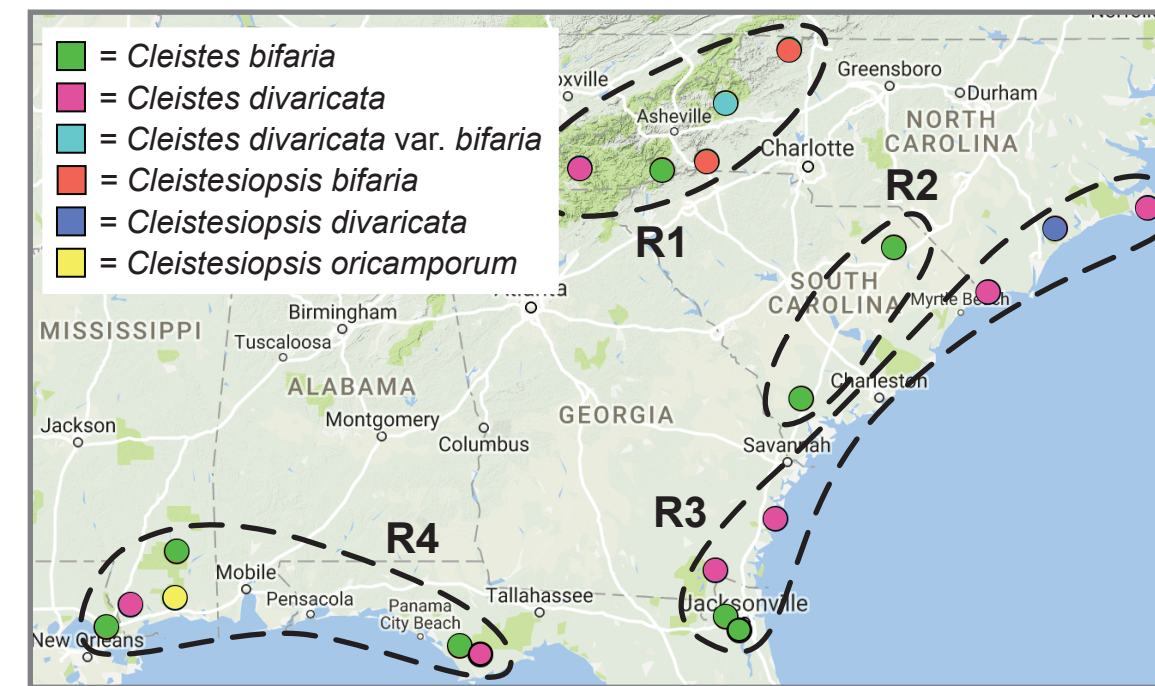 = Cleistes bifaria
= Cleistes divaricata
= Cleistes divaricata var. bifaria
= Cleistesiopsis bifaria
= Cleistesiopsis divaricata
= Cleistesiopsis oricamporum
oxville
Greensboro
Durham
Asheville
NORTH
CAROLINA
Charlotte
R2
R1
SOUTH
CAROLINA
Myrtle Beach
Atlanta
Birmingham
MISSISSIPPI
Tuscaloosa
ALABAMA
Charleston
GEORGIA
Jackson
Montgomery
Columbus
Savannah
R3
R4
Mobile
Pensacola
Panama
City Beach
Tallahassee
Jacksonville
New Orleans